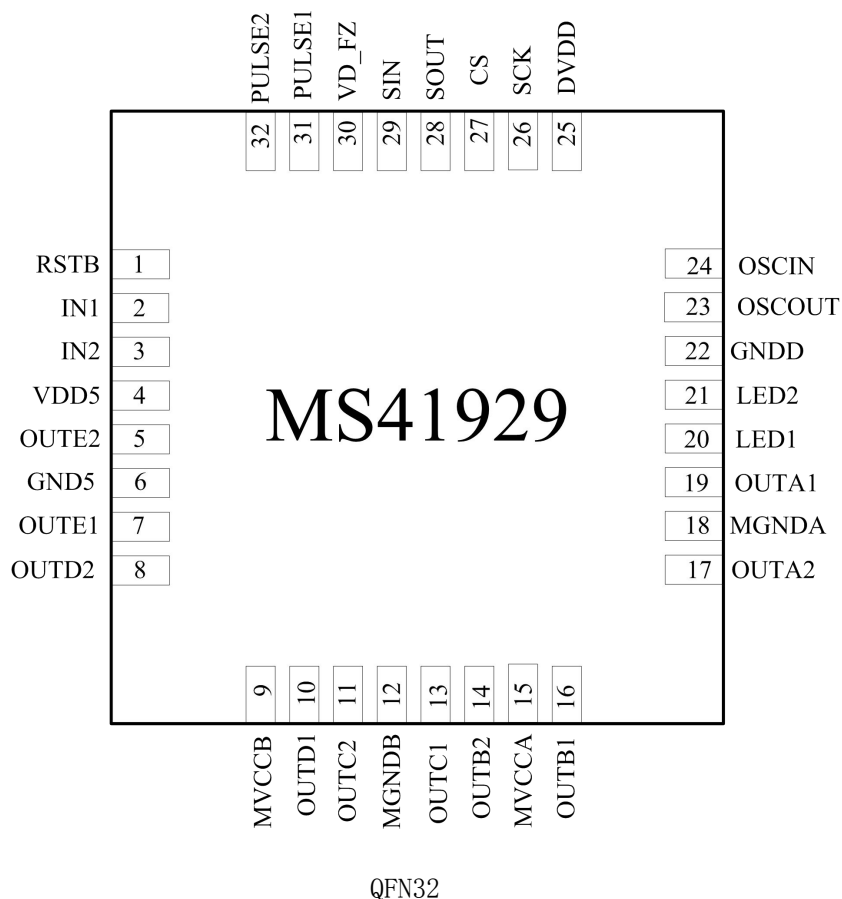 PULSE2 PULSE1 VD_FZ SIN SOUT CS SCK DVDD
32 31 30 29 28 27 26 25
RSTB 1 24 OSCIN
IN1 2 23 OSCOUT
IN2 3 22 GNDD
VDD5 4 21 LED2
MS41929
OUTE2 5 20 LED1
GND5 6 19 OUTA1
OUTE1 7 18 MGNDA
OUTD2 8 17 OUTA2
9 10 11 12 13 14 15 16
MVCCB OUTD1 OUTC2 MGNDB OUTC1 OUTB2 MVCCA OUTB1
QFN32